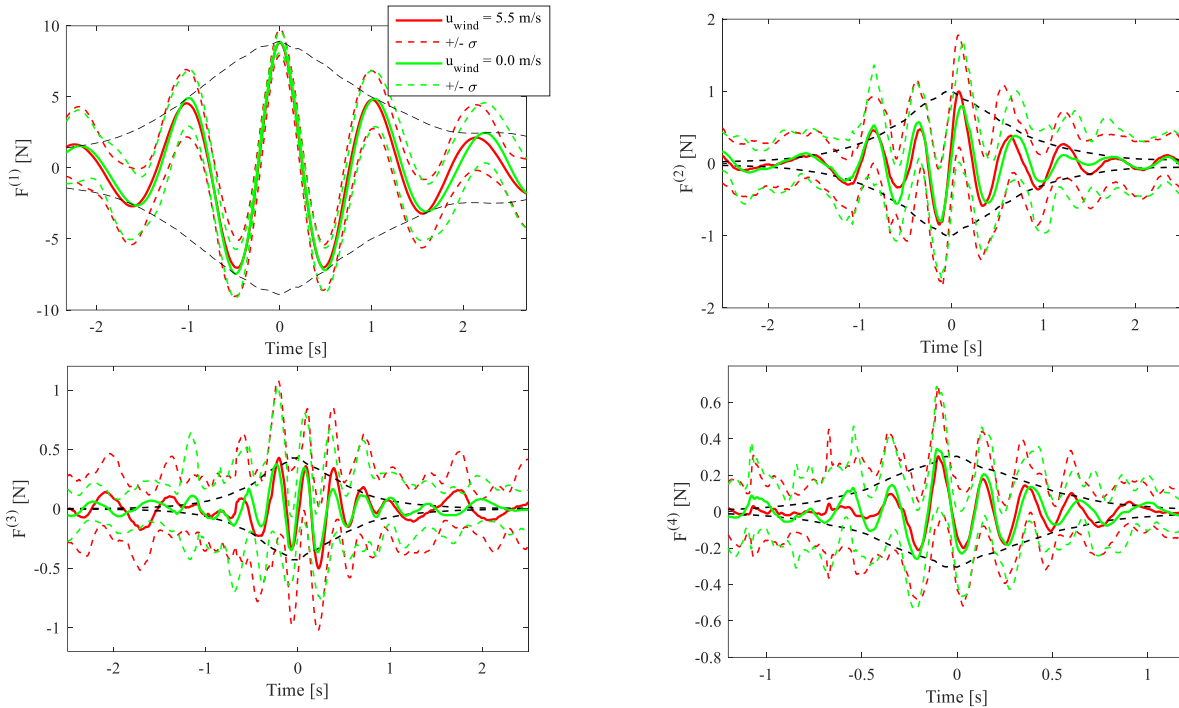 10
5
0
-5
-10
F^(1) [N]
-2 -1 0 1 2
Time [s]
u_wind = 5.5 m/s
+/- σ
u_wind = 0.0 m/s
+/- σ
2
1
0
-1
-2
F^(2) [N]
-2 -1 0 1 2
Time [s]
1
0.5
0
-0.5
-1
F^(3) [N]
-2 -1 0 1 2
Time [s]
0.6
0.4
0.2
0
-0.2
-0.4
-0.6
-0.8
F^(4) [N]
-1 -0.5 0 0.5 1
Time [s]